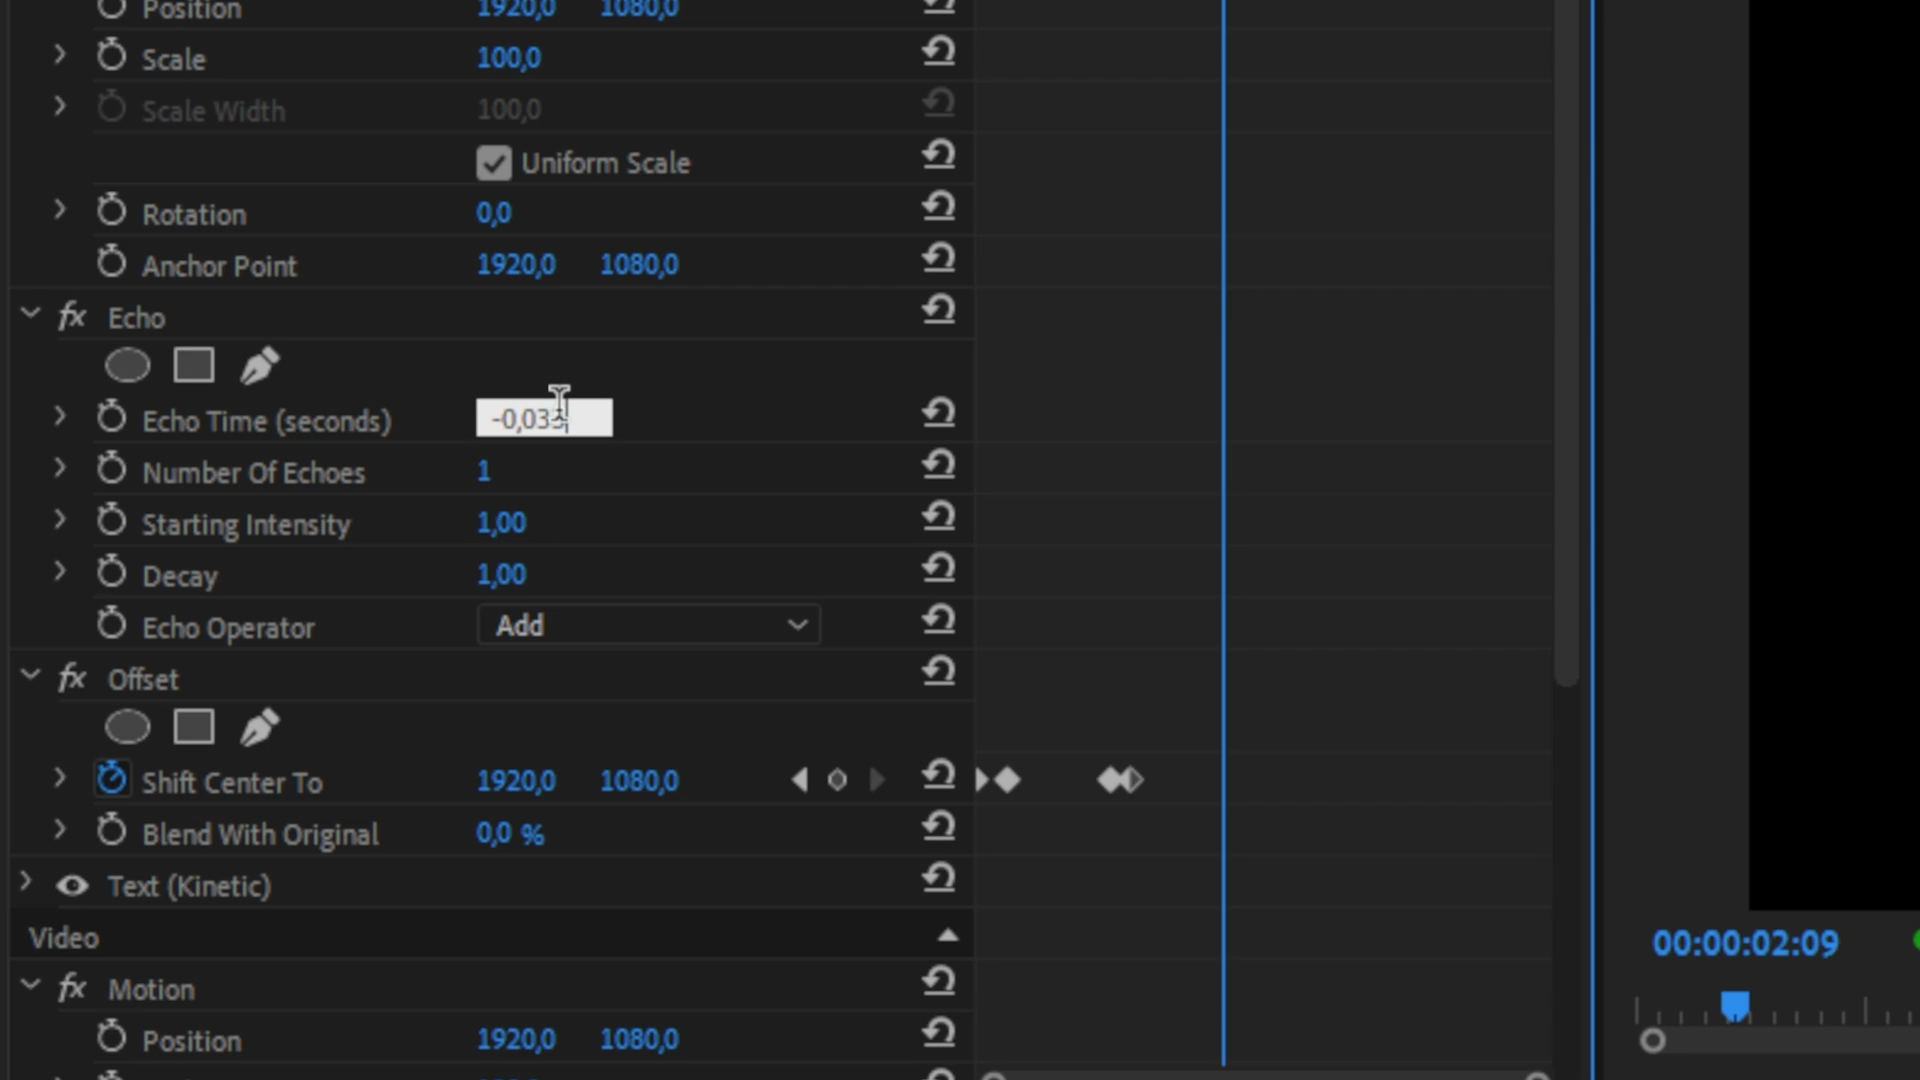 Position 1920,0 1080,0
Scale 100,0
Scale Width 100,0
Uniform Scale
Rotation 0,0
Anchor Point 1920,0 1080,0
fx Echo
Echo Time (seconds) -0,033
Number Of Echoes 1
Starting Intensity 1,00
Decay 1,00
Echo Operator Add
fx Offset
Shift Center To 1920,0 1080,0
Blend With Original 0,0 %
Text (Kinetic)
Video
00:00:02:09
fx Motion
Position 1920,0 1080,0